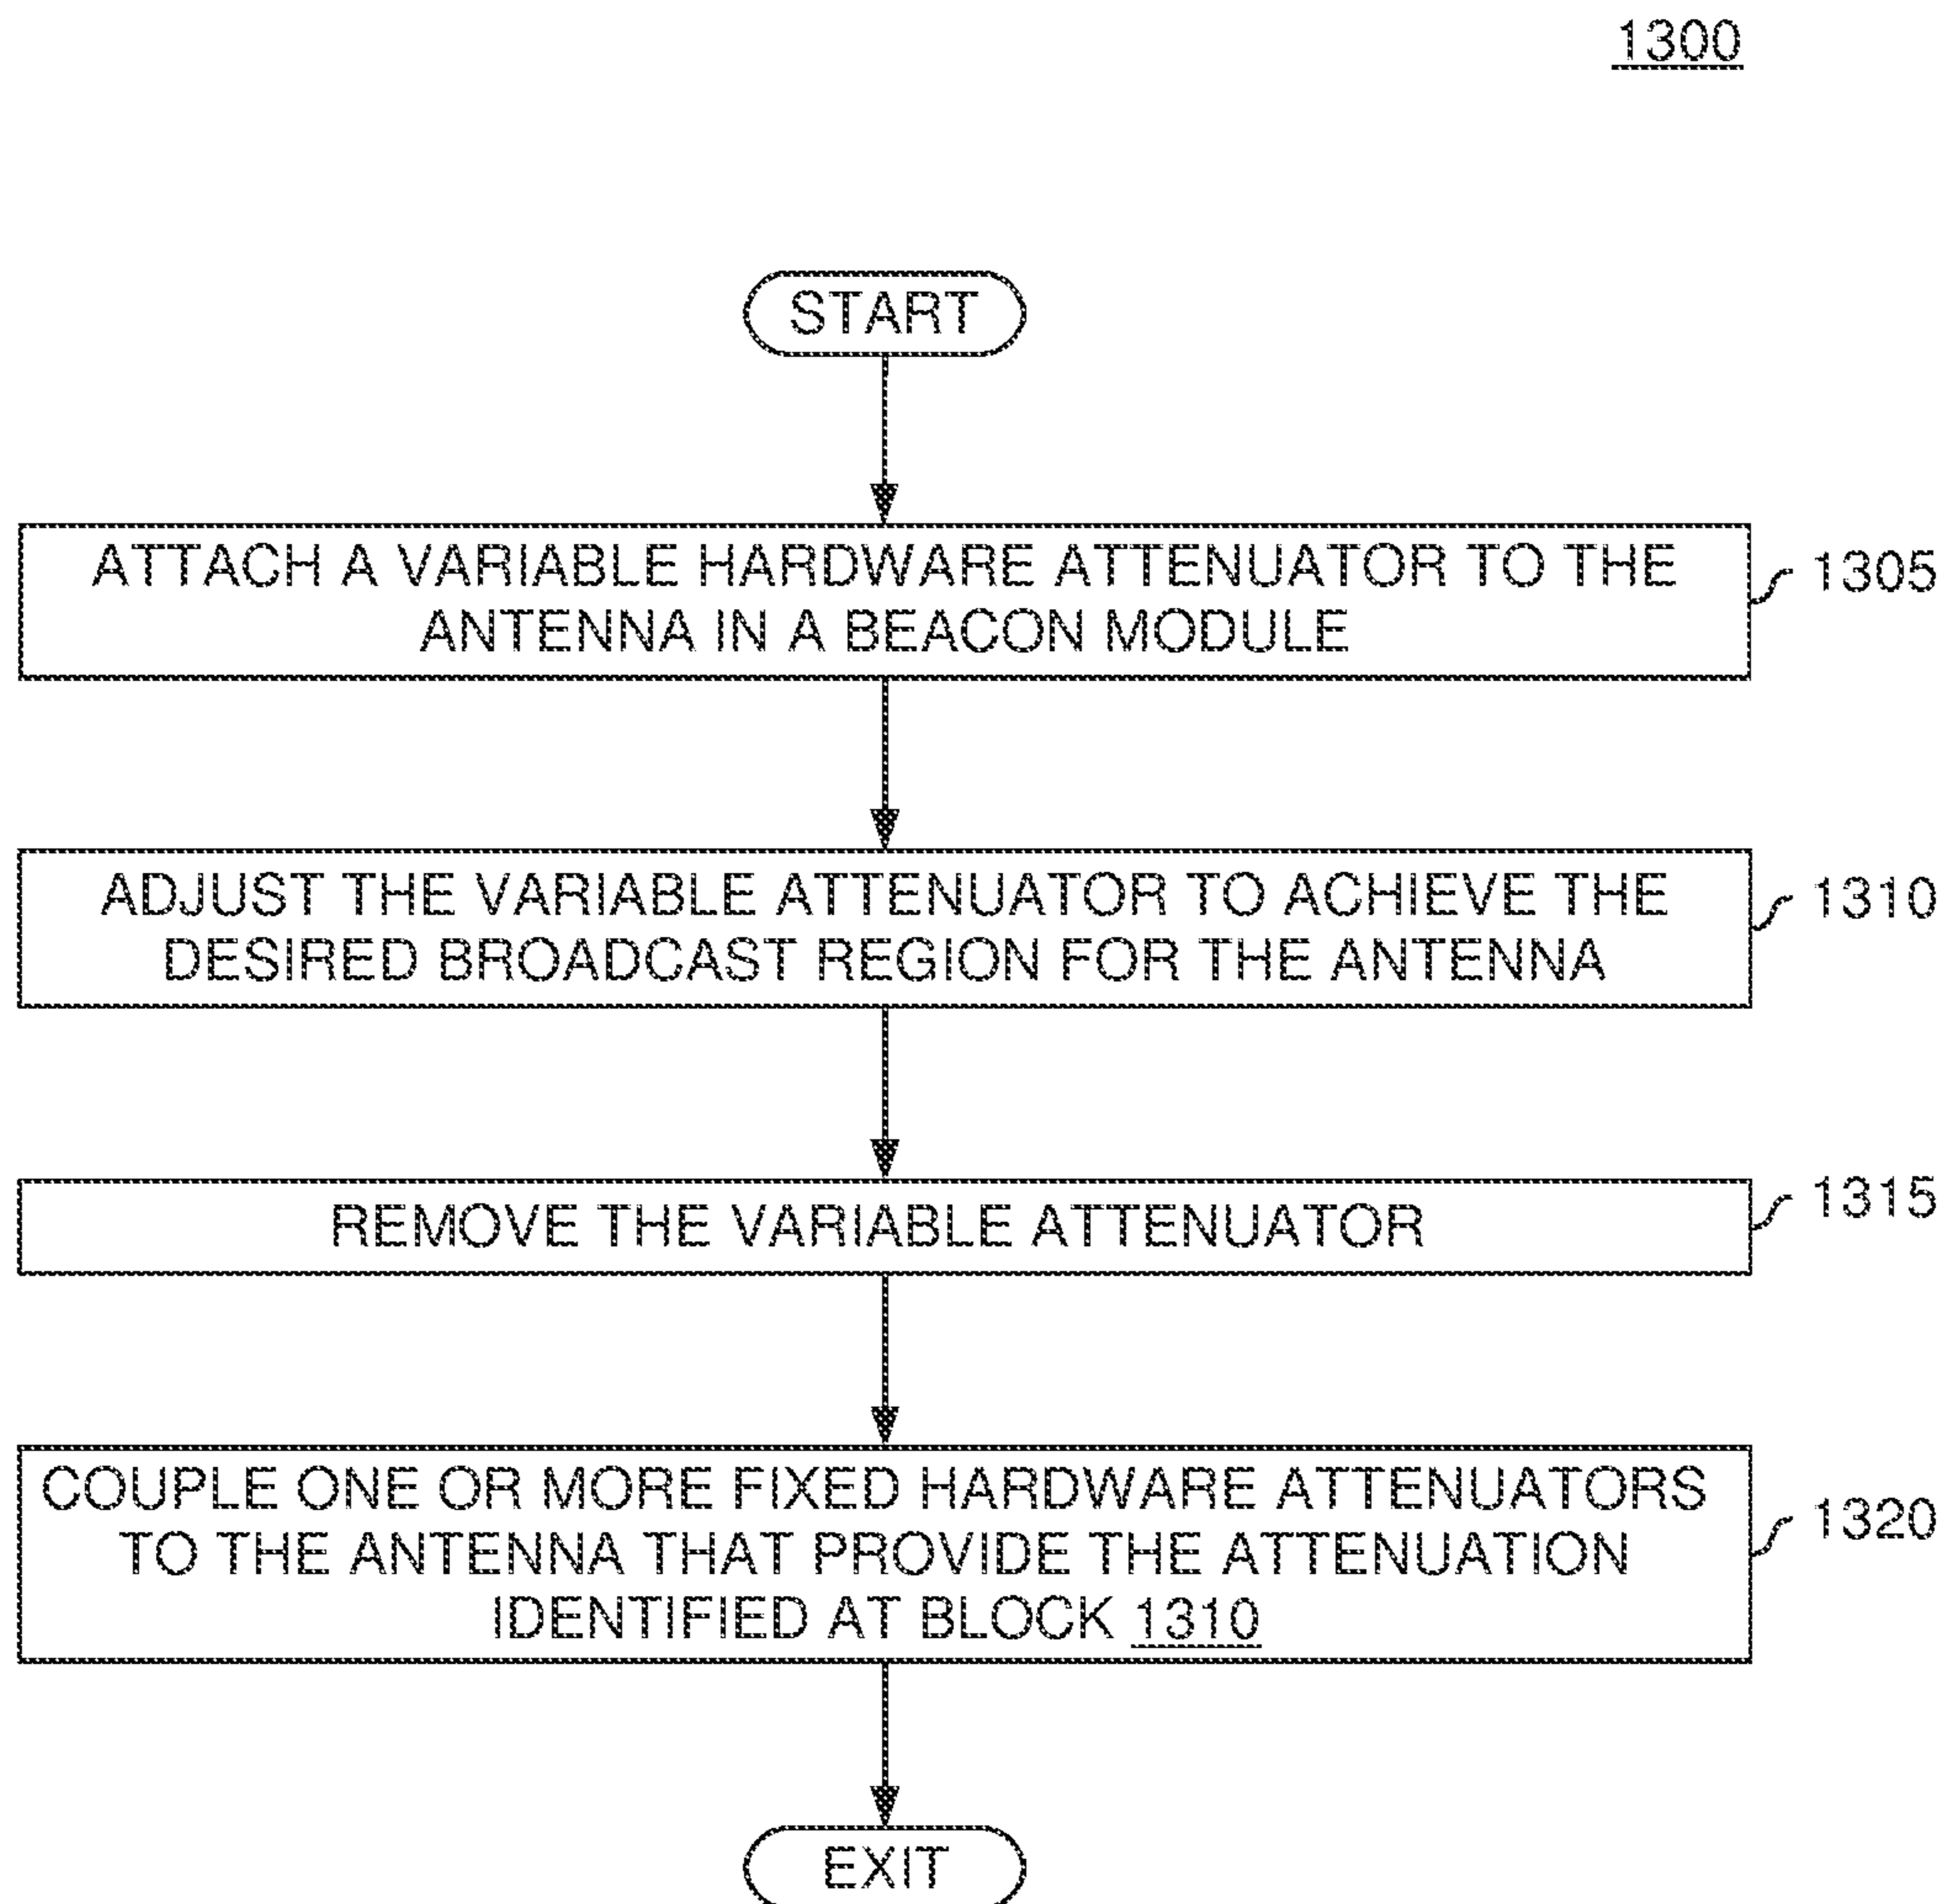 1300
START
ATTACH A VARIABLE HARDWARE ATTENUATOR TO THE
ANTENNA IN A BEACON MODULE
1305
ADJUST THE VARIABLE ATTENUATOR TO ACHIEVE THE
DESIRED BROADCAST REGION FOR THE ANTENNA
1310
REMOVE THE VARIABLE ATTENUATOR
1315
COUPLE ONE OR MORE FIXED HARDWARE ATTENUATORS
TO THE ANTENNA THAT PROVIDE THE ATTENUATION
IDENTIFIED AT BLOCK 1310
1320
EXIT